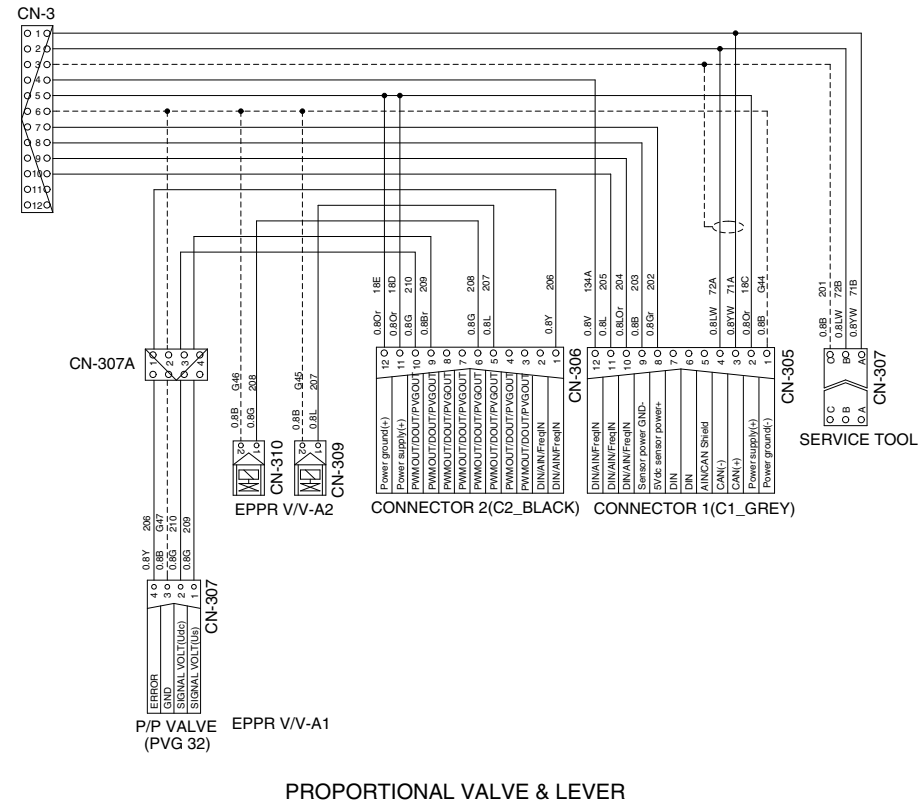 CN-3
1
2
3
4
5
6
7
8
9
10
11
12
18E
18D
210
209
208
207
206
134A
205
204
203
202
72A
71A
18C
G44
201
72B
71B
0.8Or
0.8Or
0.8G
0.8Br
0.8G
0.8L
0.8Y
0.8V
0.8L
0.8LOr
0.8B
0.8Gr
0.8LW
0.8YW
0.8Or
0.8B
0.8B
0.8LW
0.8YW
CN-307A
1
2
3
4
G46
208
0.8B
0.8G
2
1
CN-310
EPPR V/V-A2
G45
207
0.8B
0.8L
2
1
CN-309
12
11
10
9
8
7
6
5
4
3
2
1
CN-306
Power ground(+)
Power supply(+)
PWMOUT/DOUT/PVGOUT
PWMOUT/DOUT/PVGOUT
PWMOUT/DOUT/PVGOUT
PWMOUT/DOUT/PVGOUT
PWMOUT/DOUT/PVGOUT
PWMOUT/DOUT/PVGOUT
PWMOUT/DOUT/PVGOUT
PWMOUT/DOUT/PVGOUT
DIN/AIN/FreqIN
DIN/AIN/FreqIN
CONNECTOR 2(C2_BLACK)
12
11
10
9
8
7
6
5
4
3
2
1
CN-305
DIN/AIN/FreqIN
DIN/AIN/FreqIN
DIN/AIN/FreqIN
Sensor power GND-
5Vdc sensor power+
DIN
DIN
AIN/CAN Shield
CAN(-)
CAN(+)
Power supply(+)
Power ground(-)
CONNECTOR 1(C1_GREY)
C
B
A
C
B
A
CN-307
SERVICE TOOL
206
G47
210
209
0.8Y
0.8B
0.8G
0.8G
4
3
2
1
CN-307
ERROR
GND
SIGNAL VOLT(Udc)
SIGNAL VOLT(Us)
P/P VALVE
(PVG 32)
EPPR V/V-A1
PROPORTIONAL VALVE & LEVER